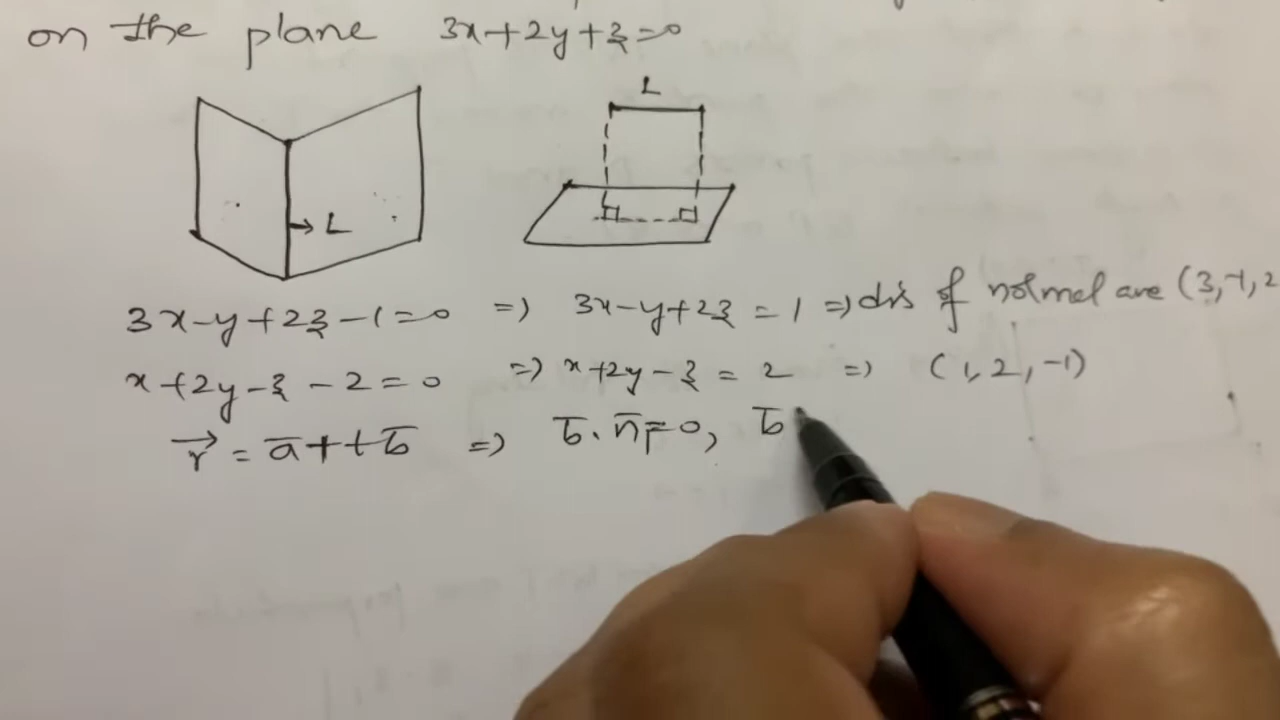 on the plane 3x+2y+z=0
L
L
3x-y+2z-1=0 => 3x-y+2z=1 => dr's of normal are (3,-1,2
x+2y-z-2=0 => x+2y-z=2 => (1,2,-1)
r⃗ = a̅+tb̅ => b̅.n̅₁=0, b̅